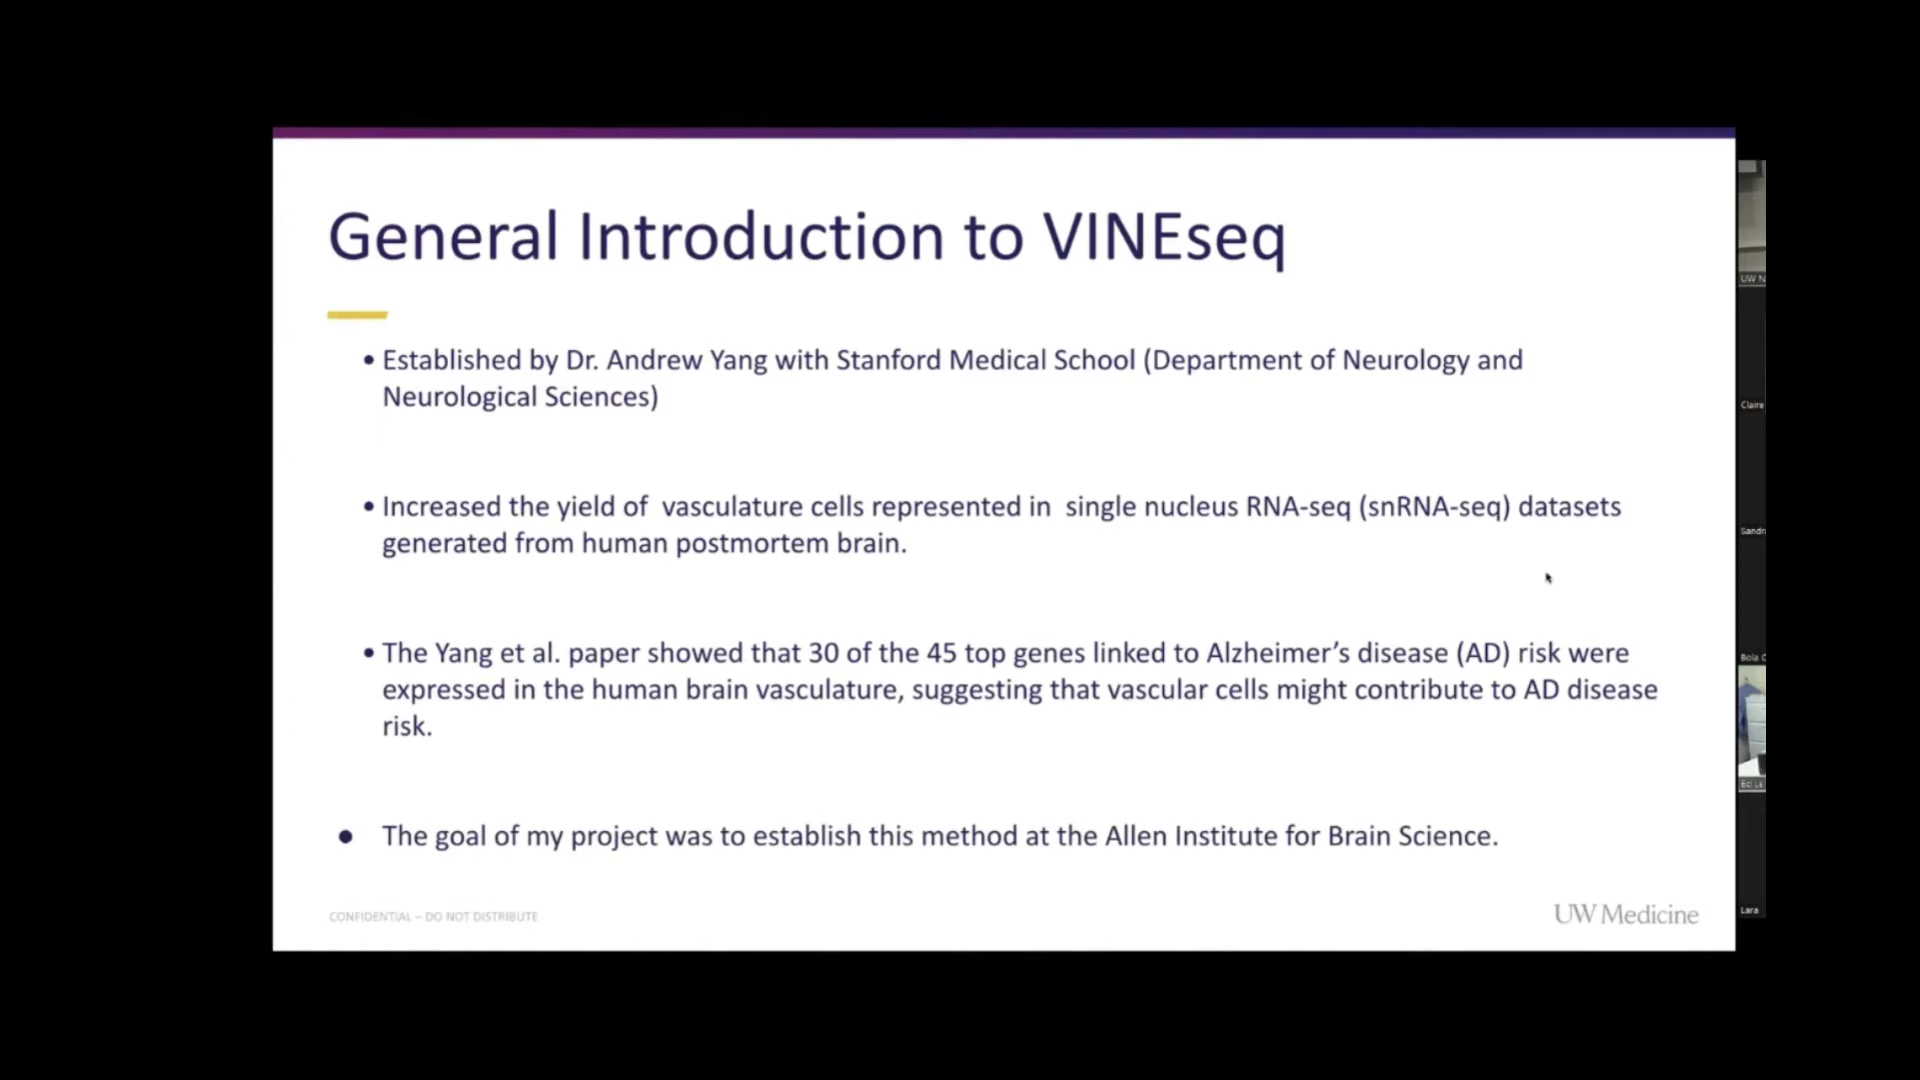 General Introduction to VINEseq
• Established by Dr. Andrew Yang with Stanford Medical School (Department of Neurology and
Neurological Sciences)
• Increased the yield of  vasculature cells represented in  single nucleus RNA-seq (snRNA-seq) datasets
generated from human postmortem brain.
• The Yang et al. paper showed that 30 of the 45 top genes linked to Alzheimer’s disease (AD) risk were
expressed in the human brain vasculature, suggesting that vascular cells might contribute to AD disease
risk.
● The goal of my project was to establish this method at the Allen Institute for Brain Science.
CONFIDENTIAL – DO NOT DISTRIBUTE
UW Medicine
UW N
Claire
Sandr
Bola C
Lara